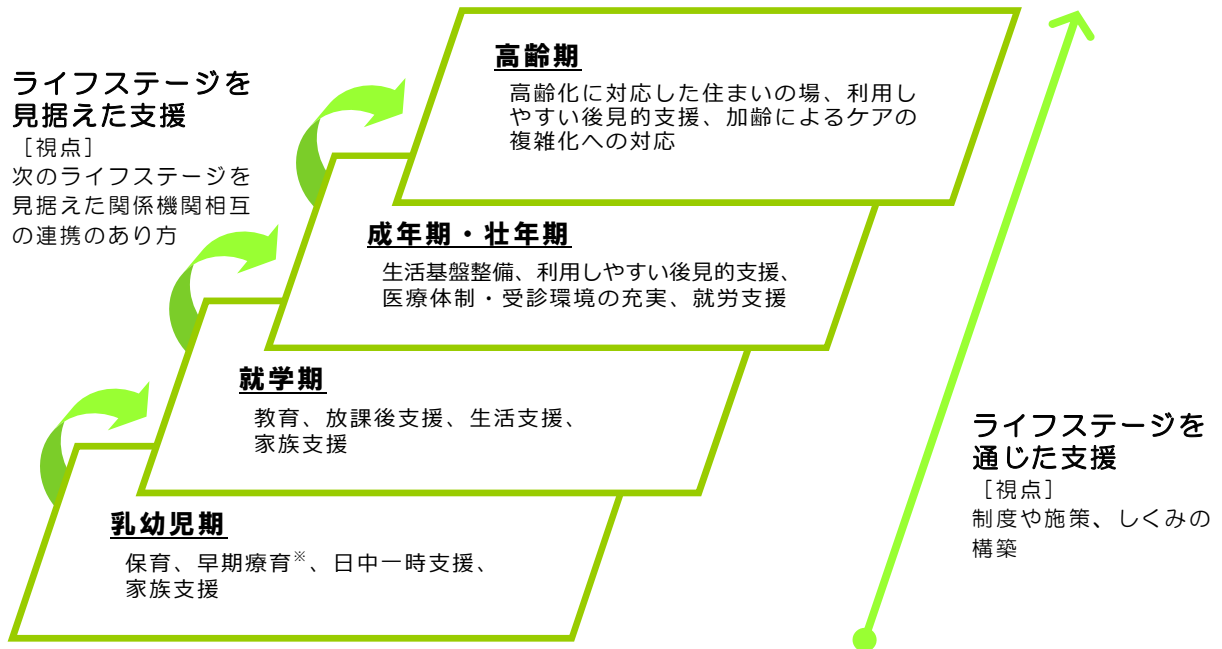 ライフステージを
見据えた支援
［視点］
次のライフステージを
見据えた関係機関相互
の連携のあり方
高齢期
高齢化に対応した住まいの場、利用し
やすい後見的支援、加齢によるケアの
複雑化への対応
成年期・壮年期
生活基盤整備、利用しやすい後見的支援、
医療体制・受診環境の充実、就労支援
就学期
教育、放課後支援、生活支援、
家族支援
乳幼児期
保育、早期療育※、日中一時支援、
家族支援
ライフステージを
通じた支援
［視点］
制度や施策、しくみの
構築